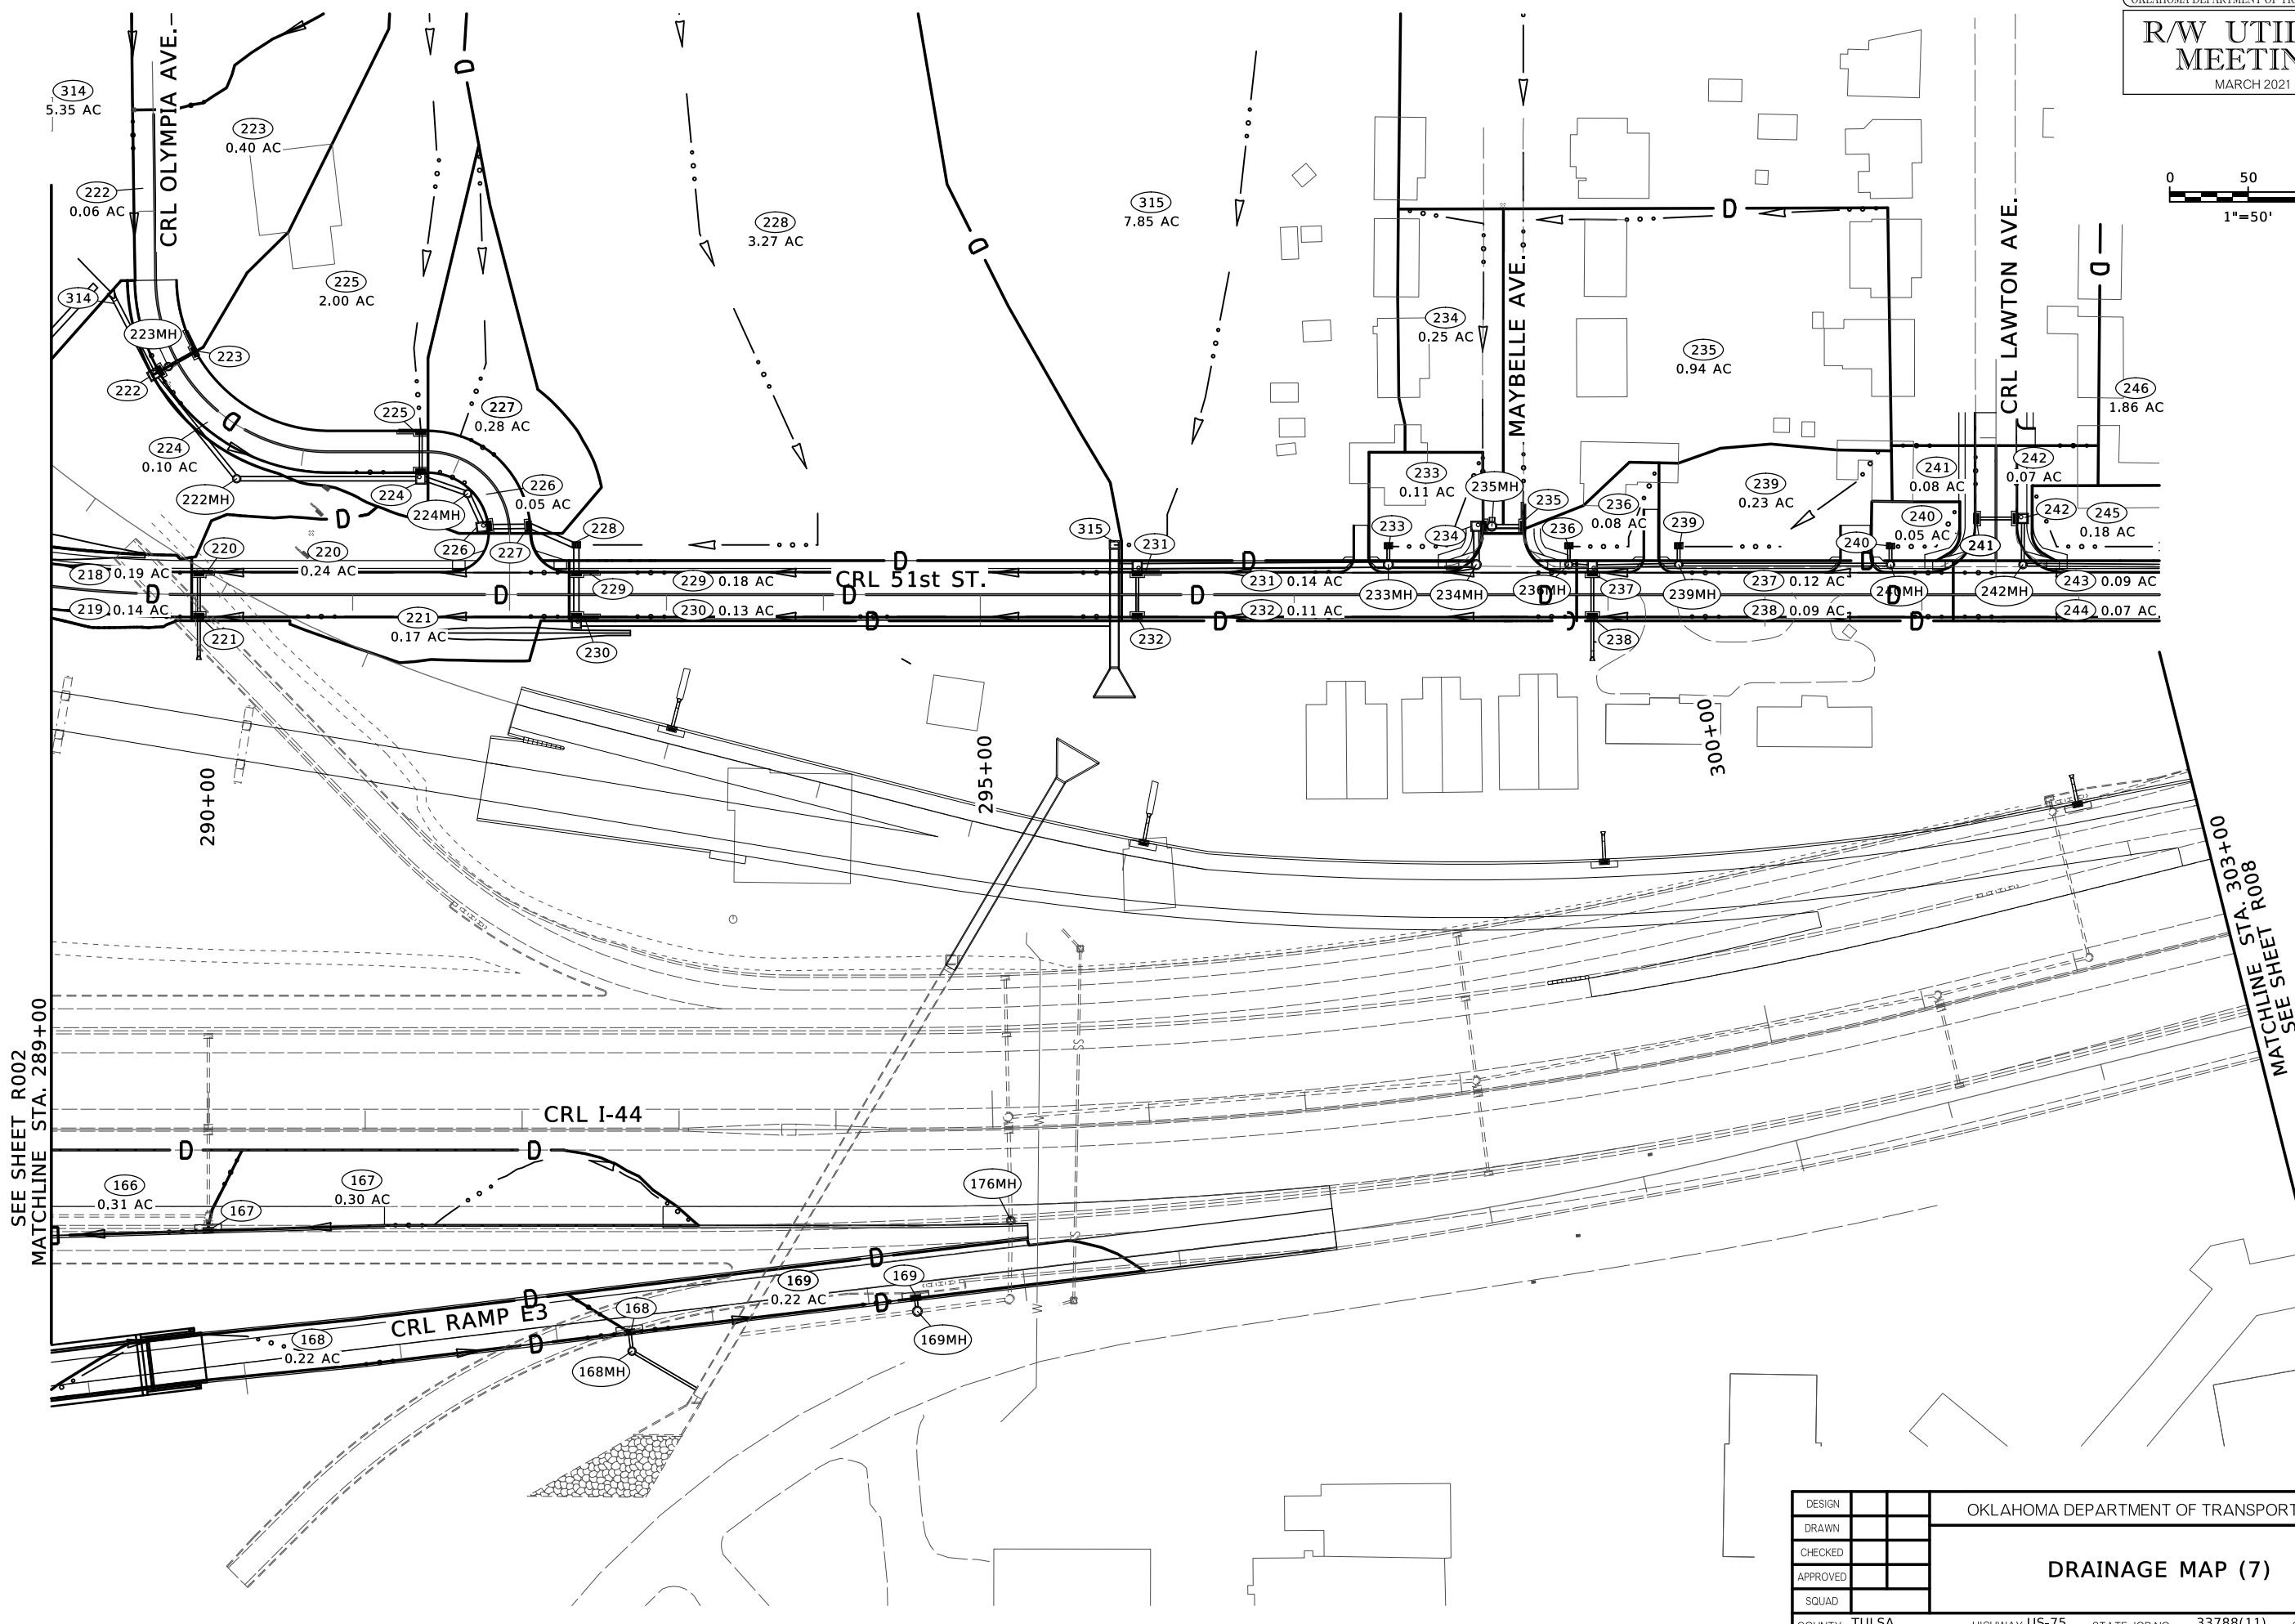 R/W UTI
MEETIN
MARCH 2021
0 50
1"=50'
CRL OLYMPIA AVE.
314
5.35 AC
223
0.40 AC
222
0.06 AC
225
2.00 AC
228
3.27 AC
315
7.85 AC
314
223MH
223
222
224
0.10 AC
222MH
225
224
227
0.28 AC
226
0.05 AC
224MH
226
227
228
D
D
D
D
D
MAYBELLE AVE.
CRL LAWTON AVE.
234
0.25 AC
235
0.94 AC
246
1.86 AC
D
D
233
0.11 AC
235MH
235
236
0.08 AC
239
0.23 AC
241
0.08 AC
242
0.07 AC
240
0.05 AC
245
0.18 AC
315
231
233
234
236
239
240
241
242
220
220
0.24 AC
218 0.19 AC
219 0.14 AC
221
221
0.17 AC
229
229 0.18 AC
230 0.13 AC
230
CRL 51st ST.
231 0.14 AC
232 0.11 AC
232
233MH
234MH
236MH
237
239MH
237 0.12 AC
238 0.09 AC
238
240MH
242MH
243 0.09 AC
244 0.07 AC
D
D
D
D
D
D
D
D
D
D
D
D
290+00
295+00
300+00
MATCHLINE STA. 303+00
SEE SHEET R008
SEE SHEET R002
MATCHLINE STA. 289+00
S
S
W
W
CRL I-44
D
D
166
0.31 AC
167
0.30 AC
167
176MH
D
D
D
D
D
CRL RAMP E3
168
0.22 AC
168
168MH
169
0.22 AC
169
169MH
DESIGN
DRAWN
CHECKED
APPROVED
SQUAD
OKLAHOMA DEPARTMENT OF TRANSPORT
DRAINAGE MAP (7)
TULSA
US-75
33788(11)